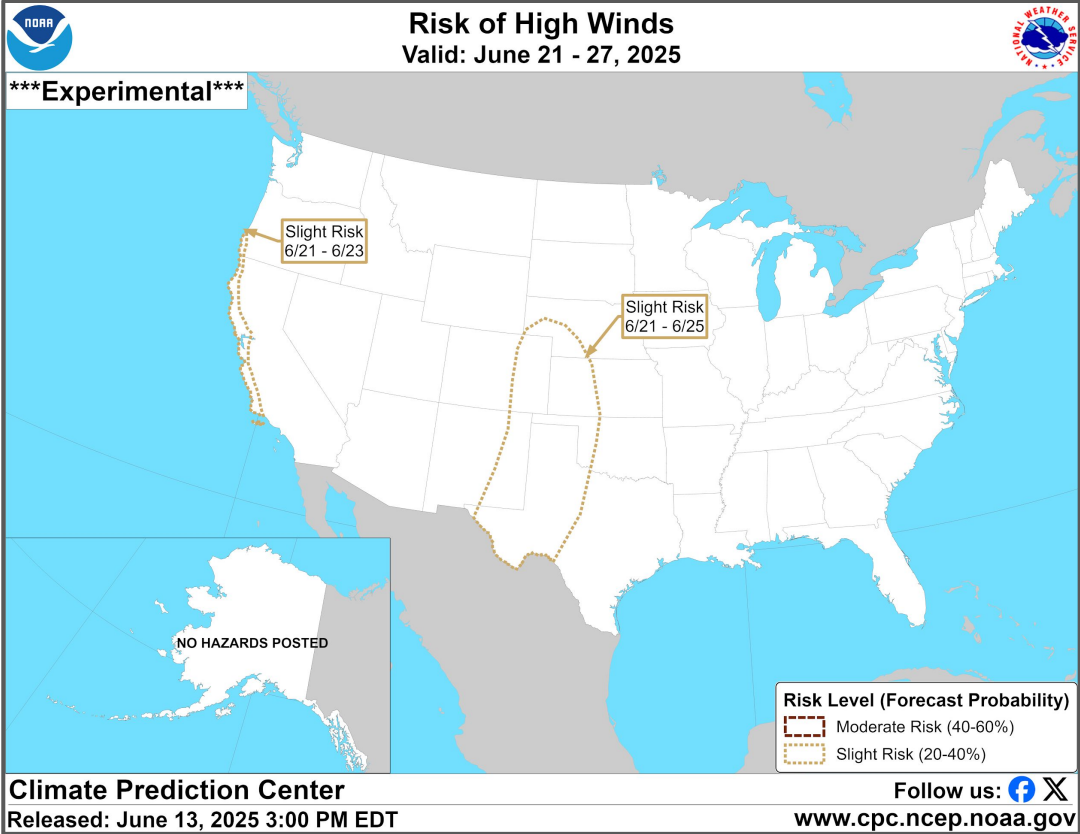 NOAA
Risk of High Winds
Valid: June 21 - 27, 2025
NATIONAL WEATHER SERVICE
***Experimental***
Slight Risk
6/21 - 6/23
Slight Risk
6/21 - 6/25
NO HAZARDS POSTED
Risk Level (Forecast Probability)
Moderate Risk (40-60%)
Slight Risk (20-40%)
Climate Prediction Center
Follow us:
Released: June 13, 2025 3:00 PM EDT
www.cpc.ncep.noaa.gov